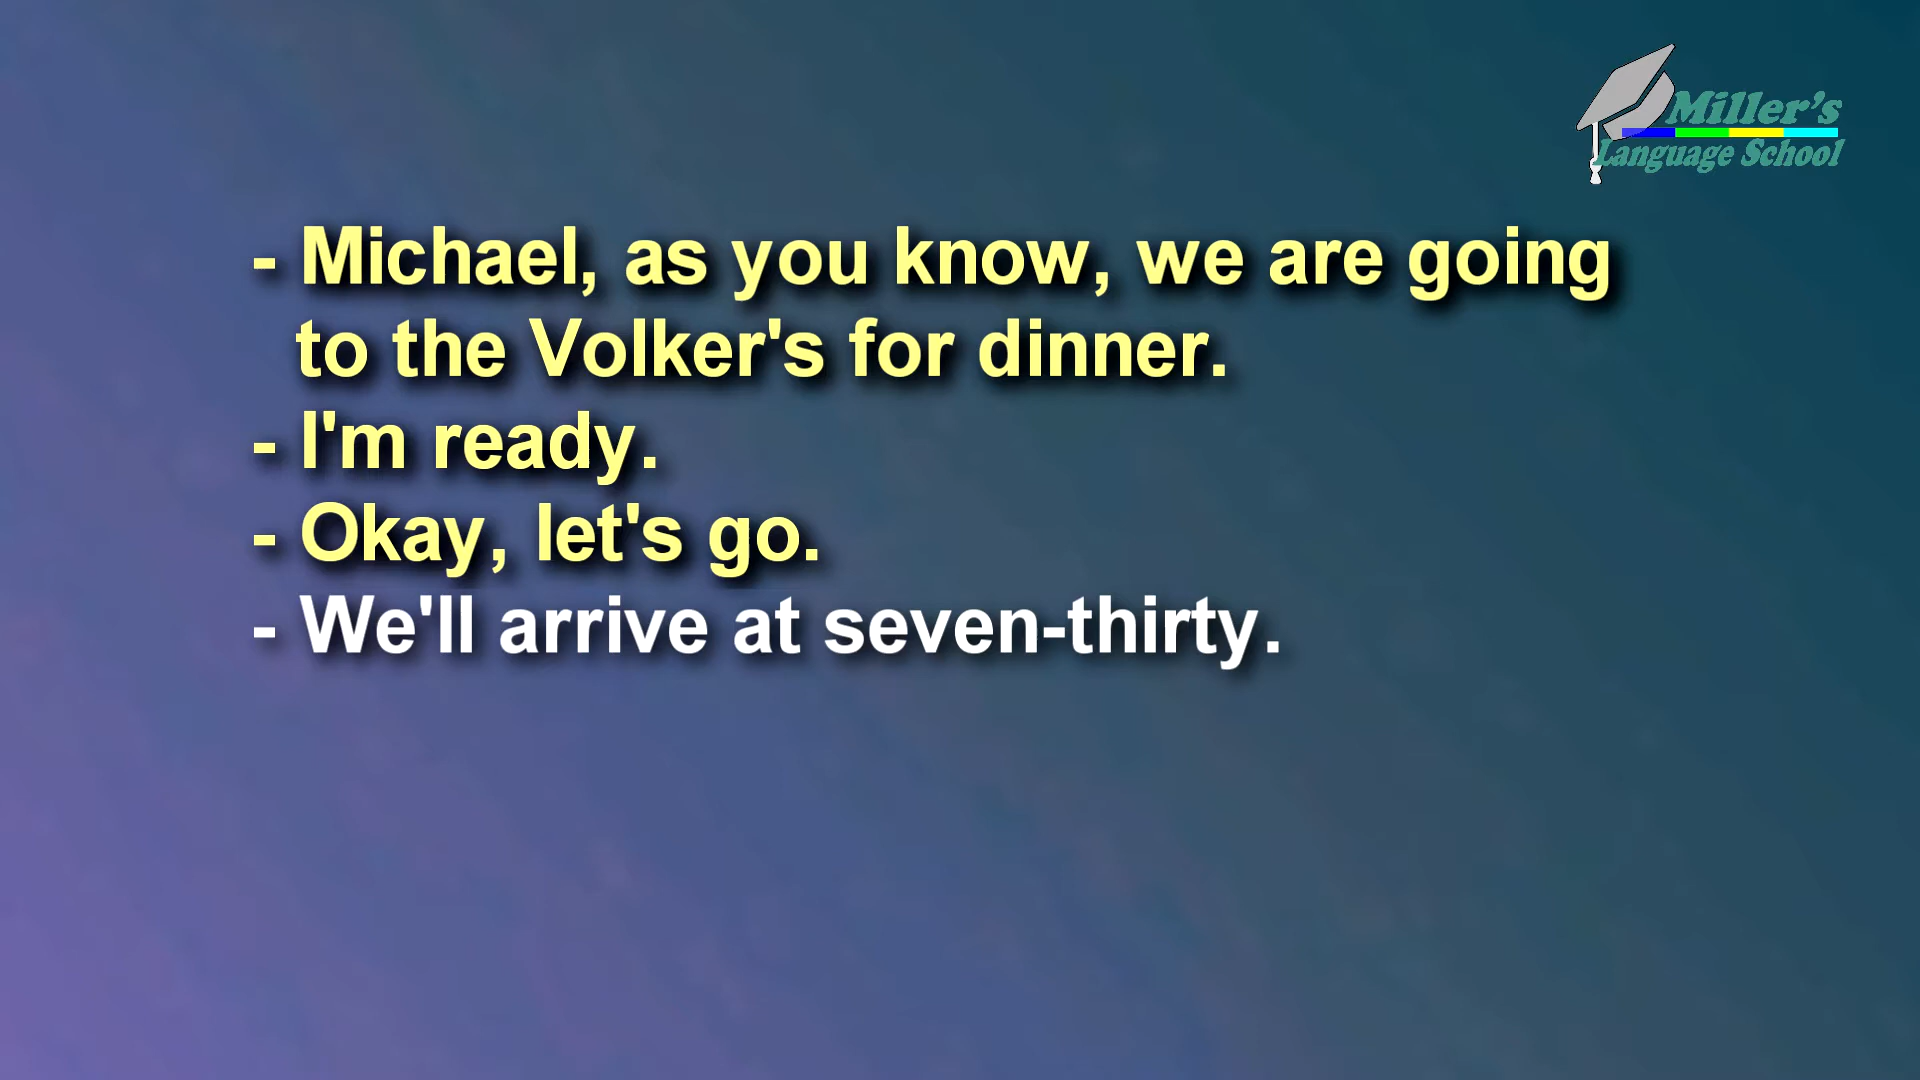 Miller's
Language School
- Michael, as you know, we are going
to the Volker's for dinner.
- I'm ready.
- Okay, let's go.
- We'll arrive at seven-thirty.